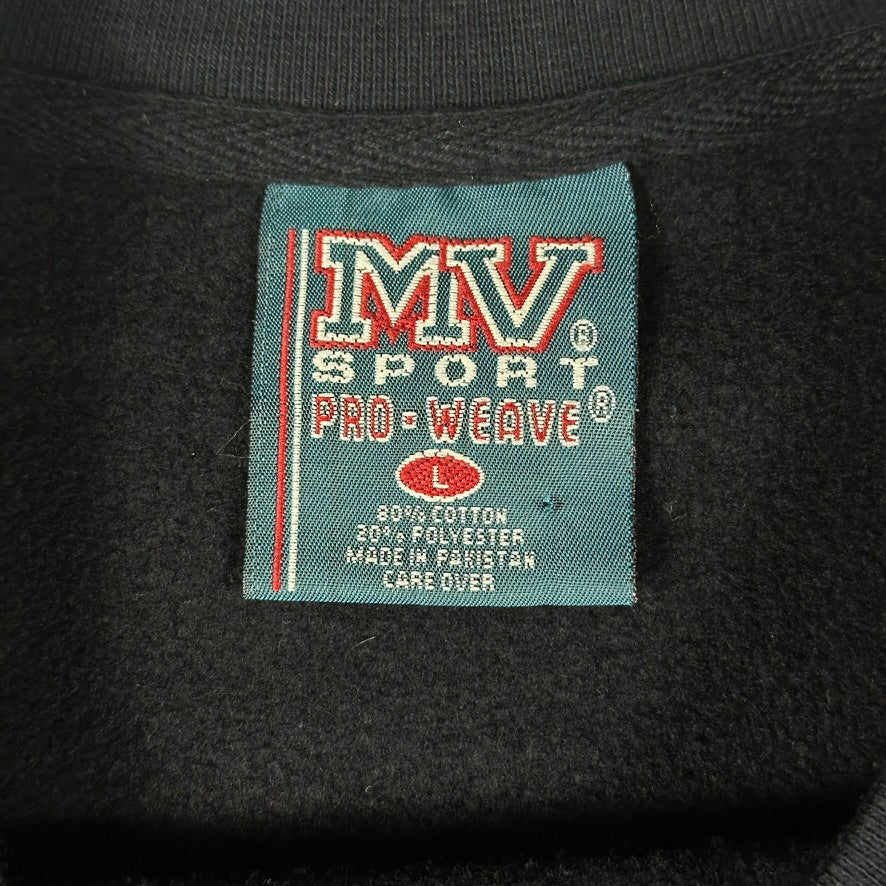 MV®
SPORT
PRO·WEAVE®
L
80% COTTON
20% POLYESTER
MADE IN PAKISTAN
CARE OVER